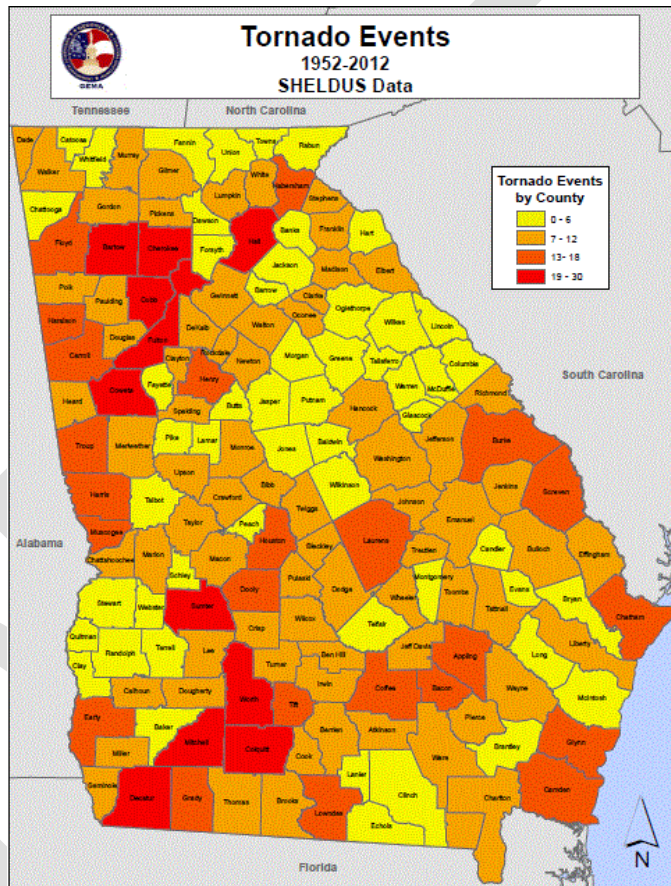 Tornado Events
1952-2012
SHELDUS Data
GEMA
Tennessee
North Carolina
Tornado Events
by County
0 - 6
7 - 12
13- 18
19 - 30
South Carolina
Alabama
Florida
N
Dade
Catoosa
Whitfield
Murray
Fannin
Union
Towns
Rabun
Walker
Gilmer
Lumpkin
White
Habersham
Stephens
Chattooga
Gordon
Pickens
Dawson
Banks
Franklin
Hart
Floyd
Bartow
Cherokee
Forsyth
Hall
Jackson
Madison
Elbert
Polk
Paulding
Cobb
Gwinnett
Barrow
Clarke
Oconee
Oglethorpe
Wilkes
Lincoln
Haralson
Douglas
Fulton
DeKalb
Walton
Carroll
Clayton
Rockdale
Newton
Morgan
Greene
Taliaferro
Columbia
McDuffie
Warren
Heard
Coweta
Fayette
Henry
Spalding
Butts
Jasper
Putnam
Hancock
Glascock
Richmond
Troup
Meriwether
Pike
Lamar
Monroe
Jones
Baldwin
Washington
Jefferson
Burke
Upson
Bibb
Wilkinson
Harris
Talbot
Crawford
Twiggs
Johnson
Jenkins
Screven
Muscogee
Taylor
Peach
Houston
Bleckley
Laurens
Emanuel
Chattahoochee
Marion
Macon
Treutlen
Candler
Bulloch
Effingham
Schley
Dooly
Pulaski
Dodge
Wheeler
Montgomery
Toombs
Evans
Bryan
Stewart
Webster
Sumter
Wilcox
Telfair
Tattnall
Chatham
Quitman
Randolph
Terrell
Lee
Crisp
Ben Hill
Jeff Davis
Appling
Long
Liberty
Clay
Calhoun
Dougherty
Worth
Turner
Irwin
Coffee
Bacon
Wayne
McIntosh
Early
Baker
Tift
Pierce
Miller
Mitchell
Colquitt
Cook
Berrien
Atkinson
Ware
Brantley
Glynn
Seminole
Decatur
Grady
Thomas
Brooks
Lanier
Lowndes
Clinch
Echols
Charlton
Camden